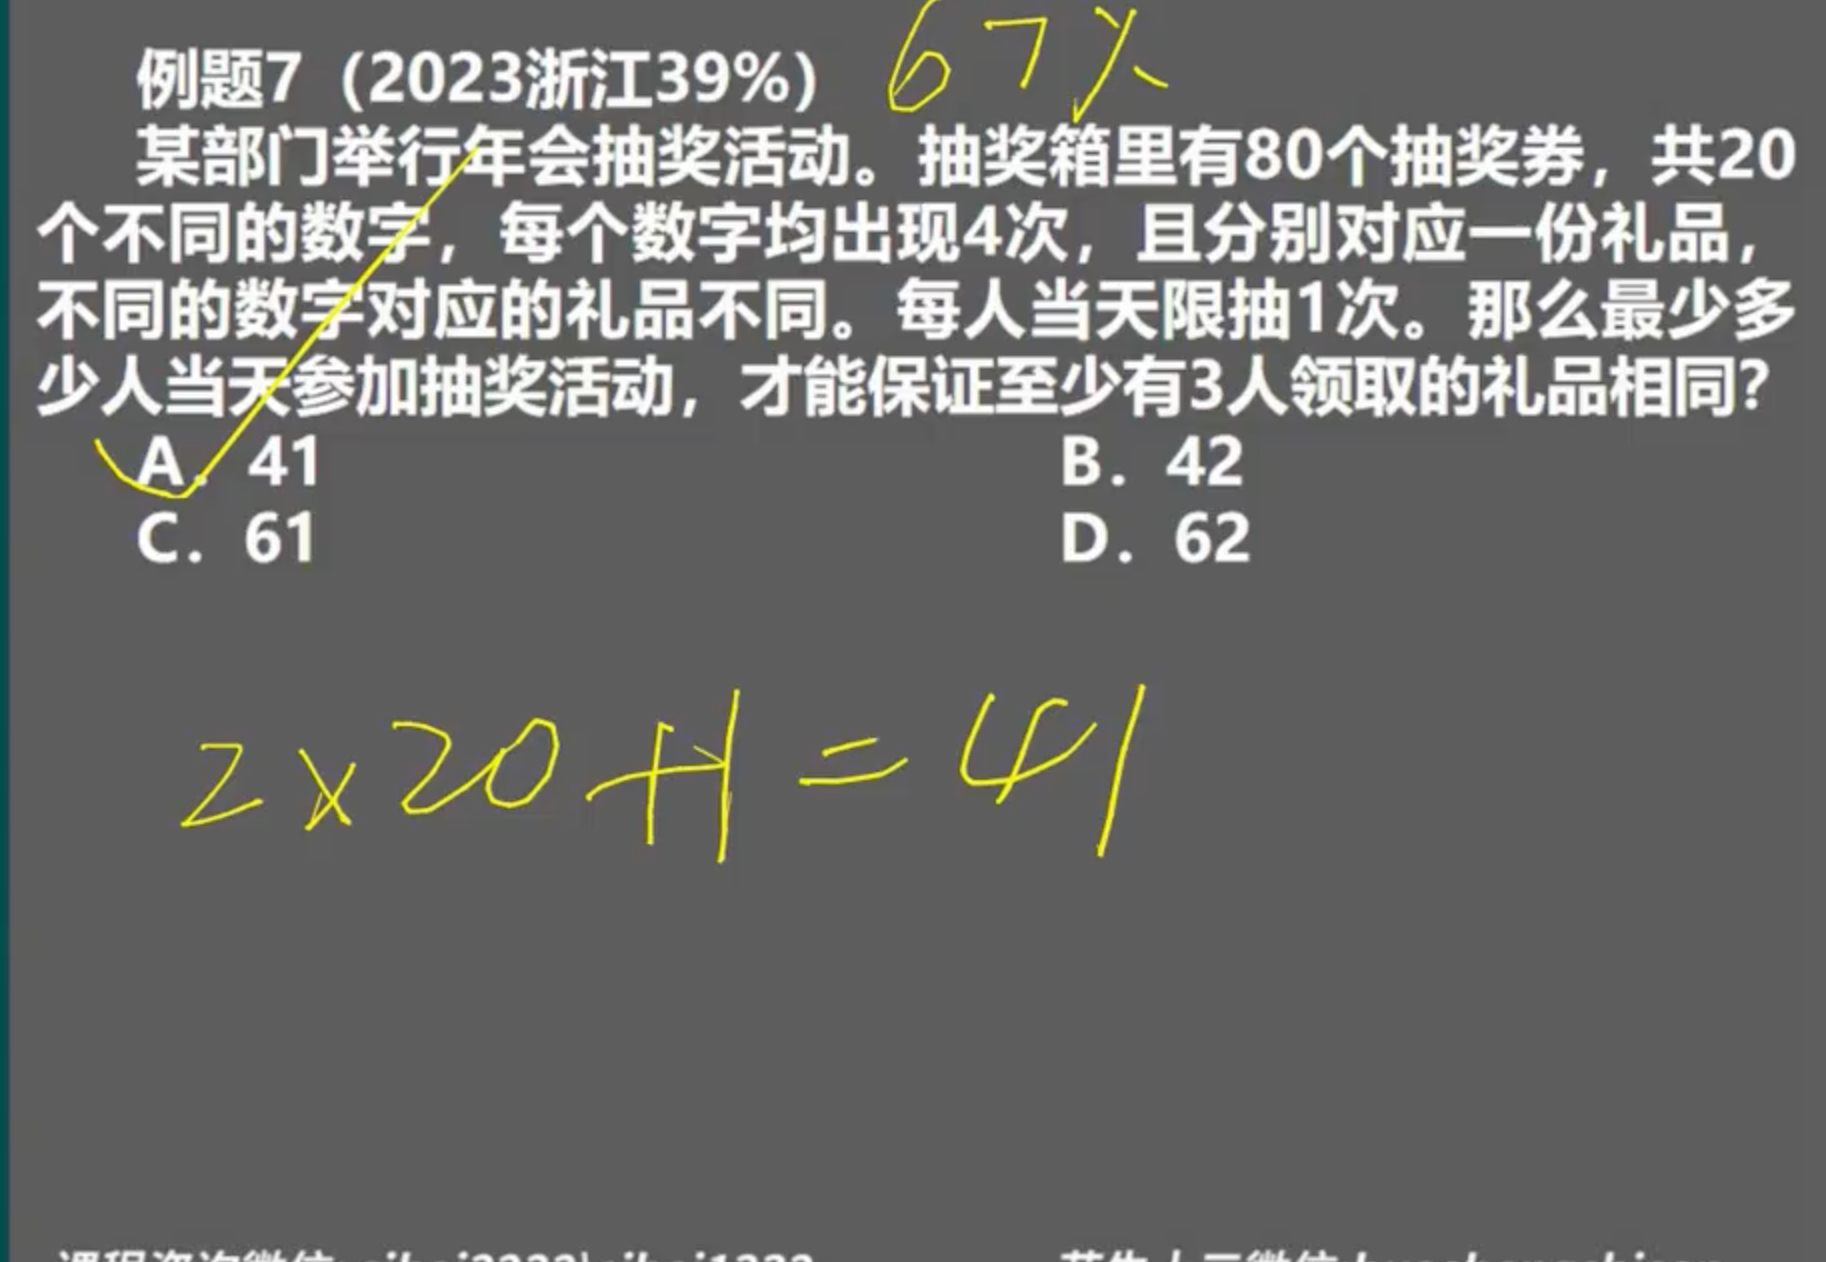 67%
例题7（2023浙江39%）
某部门举行年会抽奖活动。抽奖箱里有80个抽奖券，共20
个不同的数字，每个数字均出现4次，且分别对应一份礼品，
不同的数字对应的礼品不同。每人当天限抽1次。那么最少多
少人当天参加抽奖活动，才能保证至少有3人领取的礼品相同？
A．41
B．42
C．61
D．62
2×20+1=41